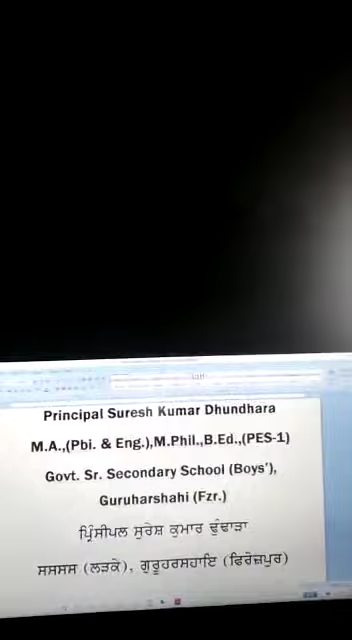 Principal Suresh Kumar Dhundhara
M.A.,(Pbi. & Eng.),M.Phil.,B.Ed.,(PES-1)
Govt. Sr. Secondary School (Boys'),
Guruharshahi (Fzr.)
ਪ੍ਰਿੰਸੀਪਲ ਸੁਰੇਸ਼ ਕੁਮਾਰ ਢੁੰਢਾੜਾ
ਸਸਸਸ (ਲੜਕੇ), ਗੁਰੂਹਰਸਹਾਇ (ਫਿਰੋਜ਼ਪੁਰ)